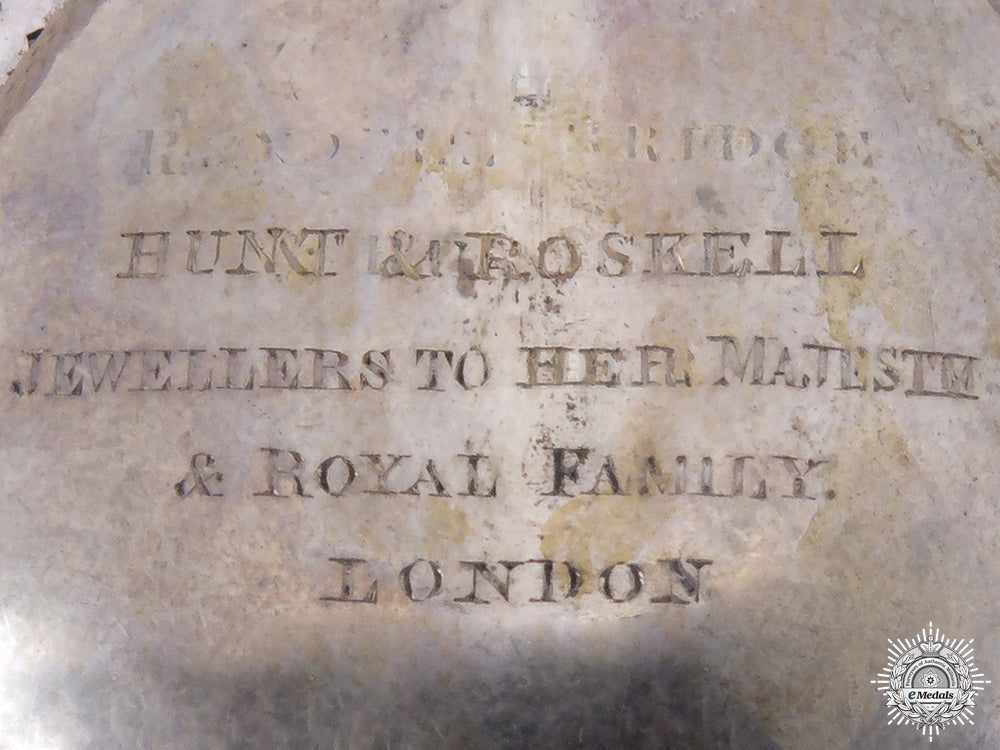 HUNT & ROSKELL
JEWELLERS TO HER MAJESTY
& ROYAL FAMILY.
LONDON
eMedals